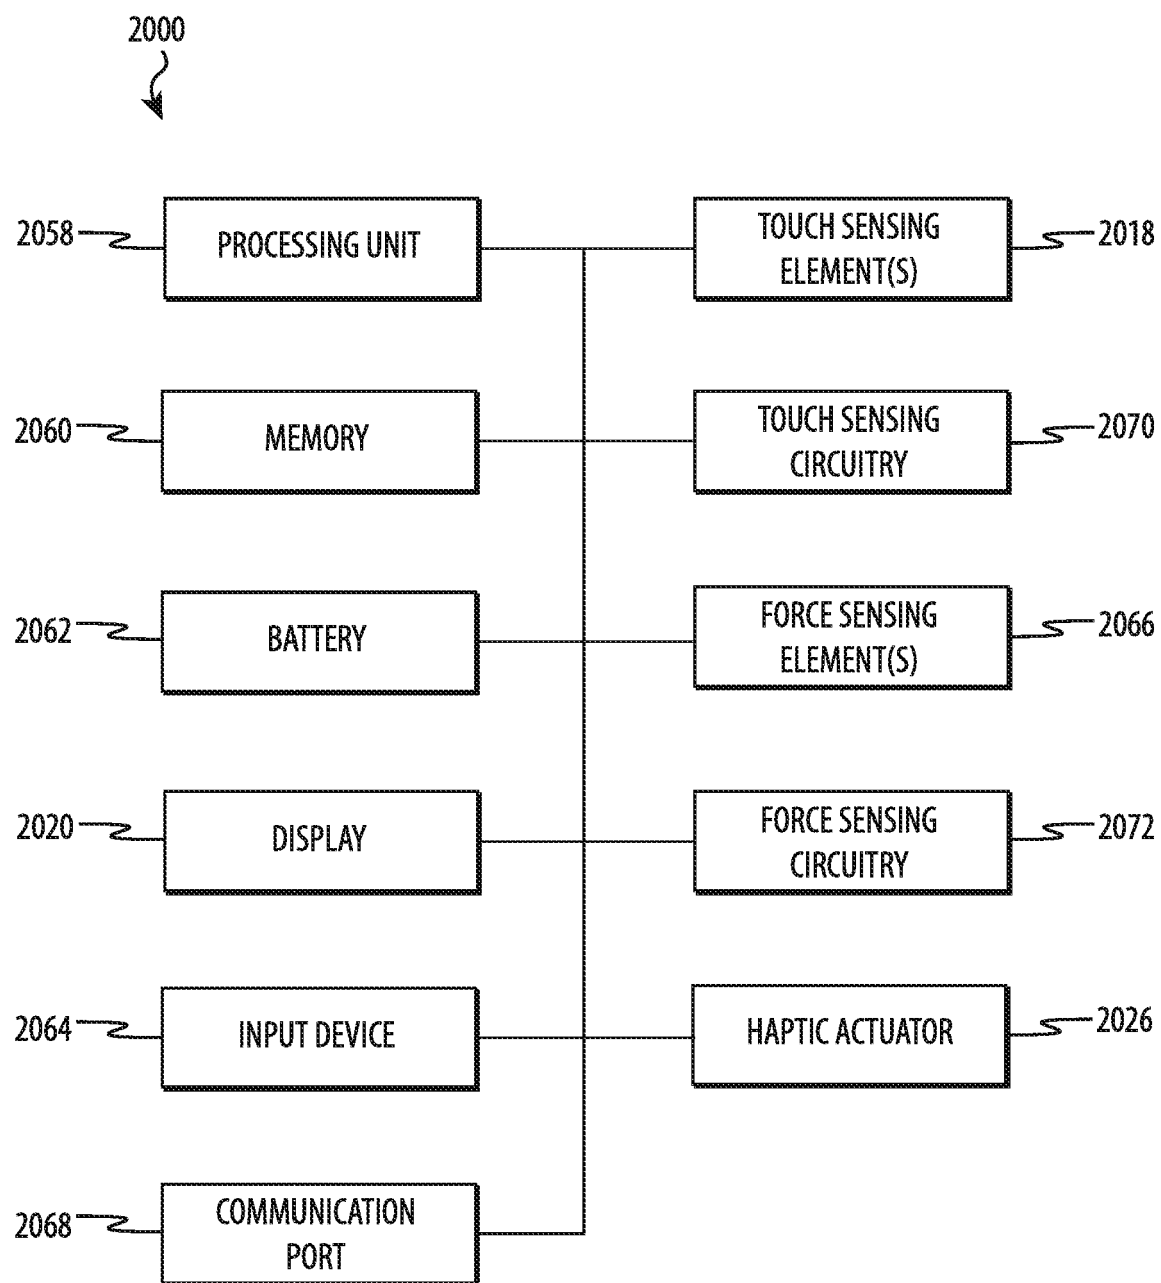 2000
2058
PROCESSING UNIT
TOUCH SENSING
ELEMENT(S)
2018
2060
MEMORY
TOUCH SENSING
CIRCUITRY
2070
2062
BATTERY
FORCE SENSING
ELEMENT(S)
2066
2020
DISPLAY
FORCE SENSING
CIRCUITRY
2072
2064
INPUT DEVICE
HAPTIC ACTUATOR
2026
2068
COMMUNICATION
PORT